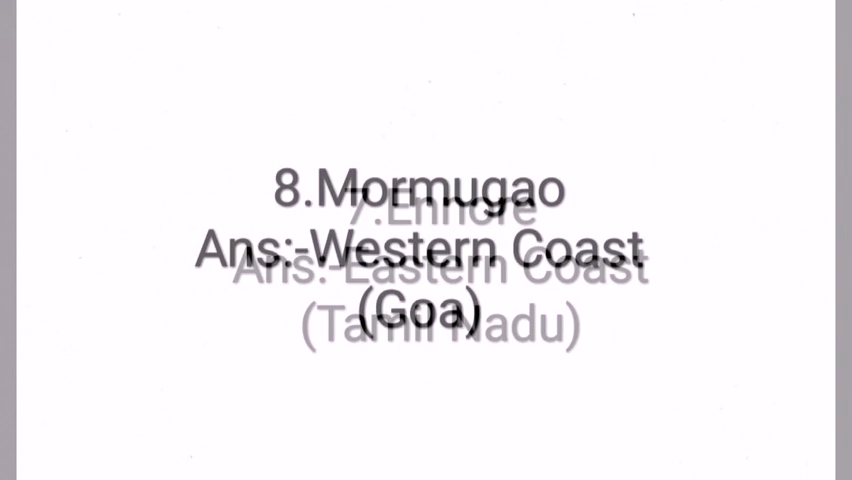 8.Mormugao
Ans:-Western Coast
(Goa)
7.Ennore
Ans:-Eastern Coast
(Tamil Nadu)